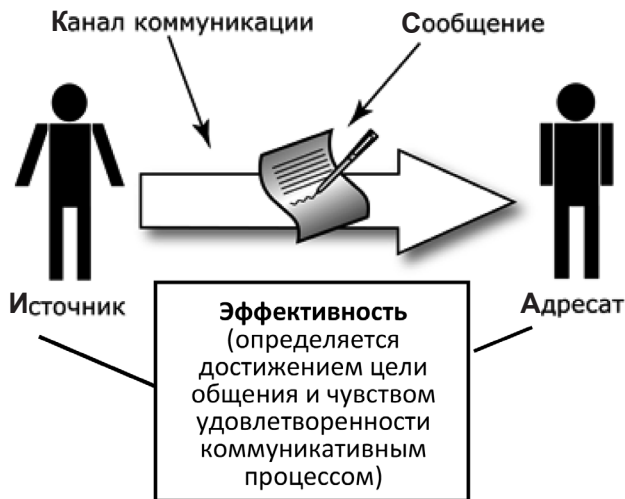 Канал коммуникации
Сообщение
Источник
Адресат
Эффективность
(определяется
достижением цели
общения и чувством
удовлетворенности
коммуникативным
процессом)